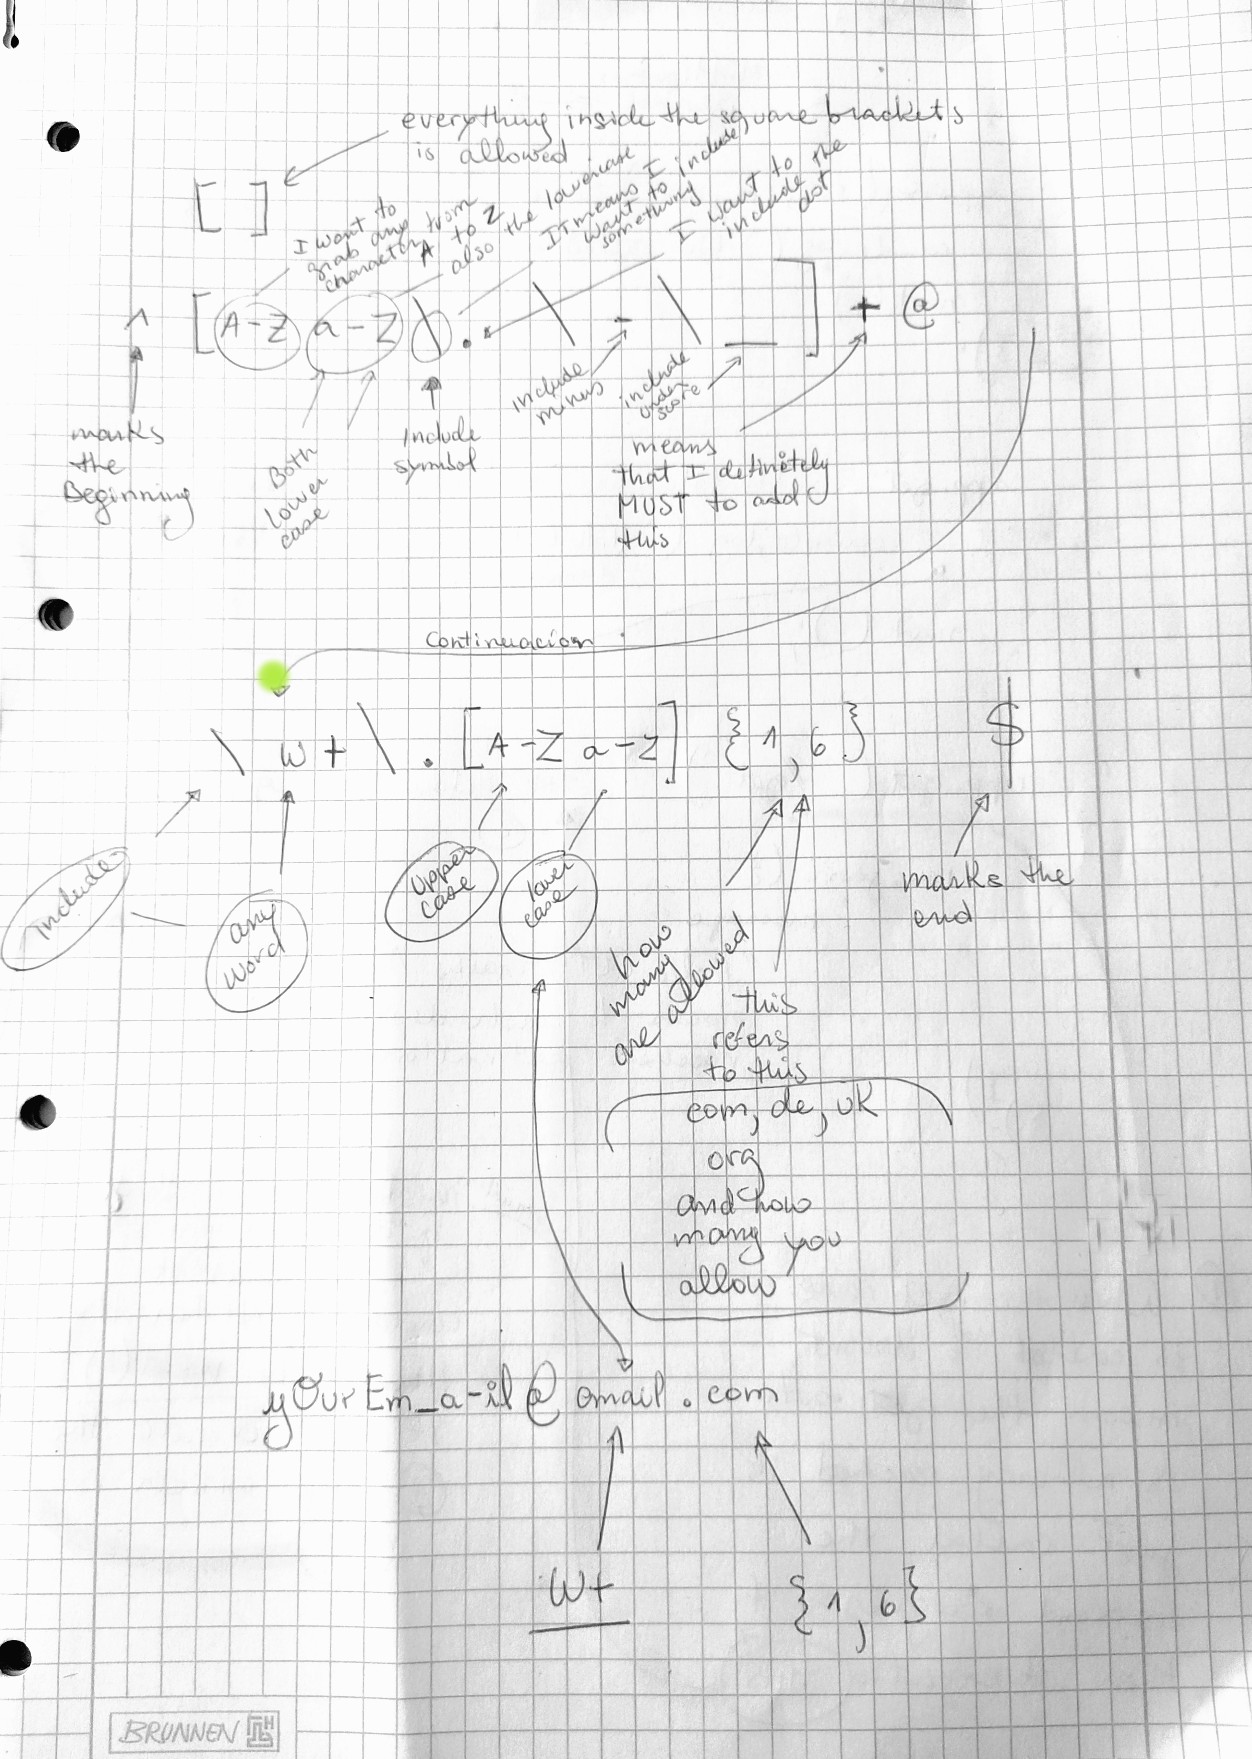 everything inside the square brackets
is allowed
[ ]
I want to
grab any
character from
A to Z
also the lowercase
It means I
want to include
something
I want to
include the
dot
^ [A-Z a-z\. \- \_] + @
marks
the
Beginning
Both
lower
case
Include
symbol
include
minus
include
under
score
means
that I definetely
MUST to add
this
Continuacion
\ w + \ . [A-Z a-z] {1,6} $
Include
any
word
Upper
case
lower
case
how
many
are allowed
this
refers
to this
com, de, uk
org
and how
many you
allow
marks the
end
yOurEm_a-il@ gmail.com
w+
{1,6}
BRUNNEN